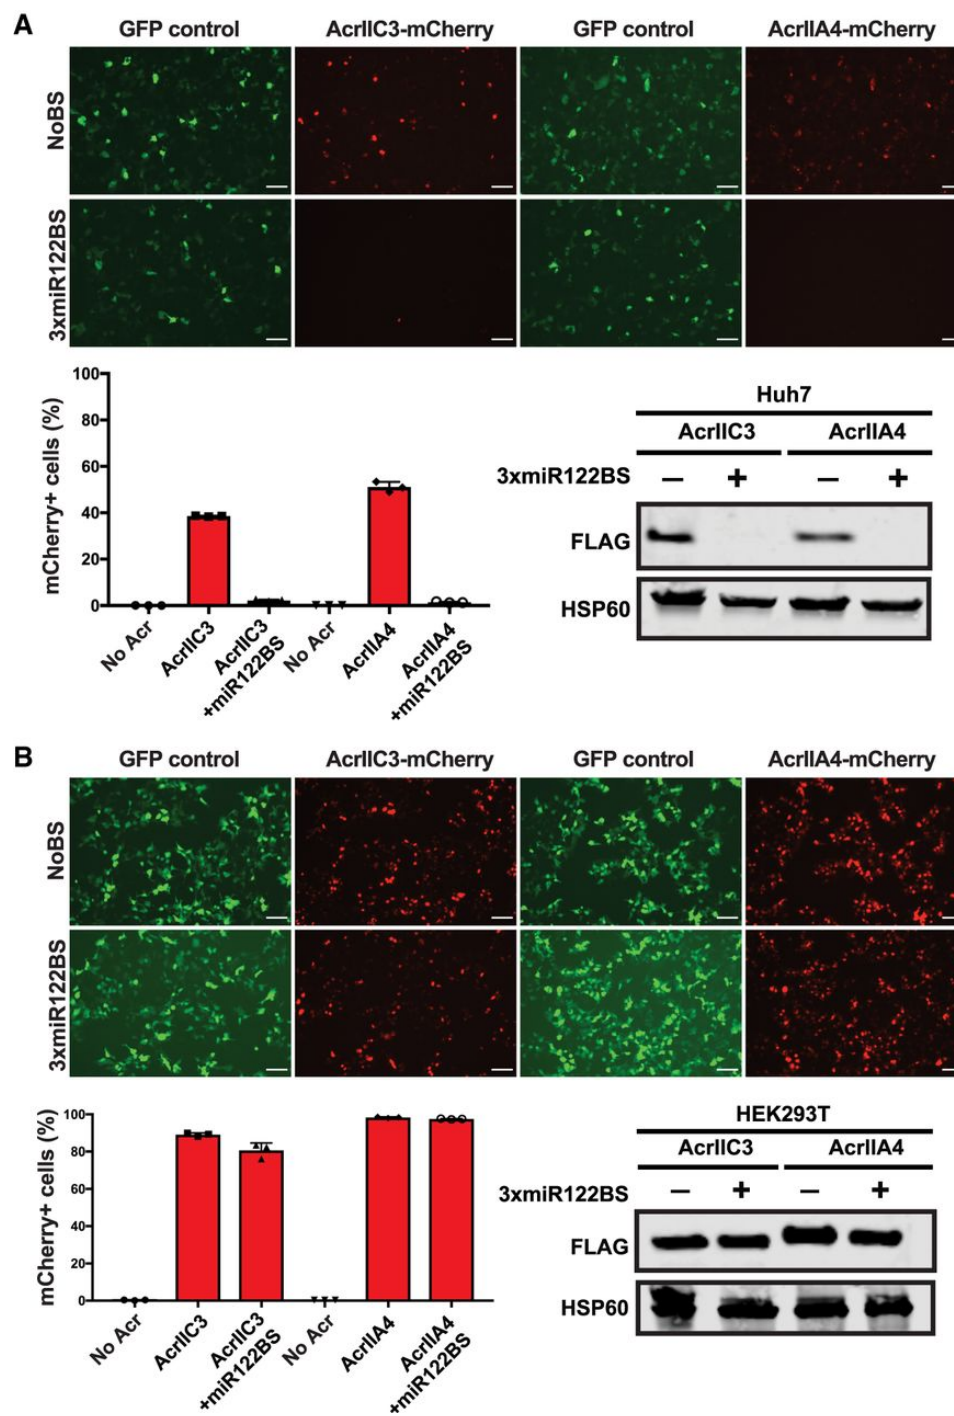 A
GFP control AcrIIC3-mCherry GFP control AcrIIA4-mCherry
NoBS
3xmiR122BS
mCherry+ cells (%)
100
80
60
40
20
0
No Acr
AcrIIC3
AcrIIC3
+miR122BS
No Acr
AcrIIA4
AcrIIA4
+miR122BS
Huh7
AcrIIC3 AcrIIA4
3xmiR122BS − + − +
FLAG
HSP60
B
GFP control AcrIIC3-mCherry GFP control AcrIIA4-mCherry
NoBS
3xmiR122BS
mCherry+ cells (%)
100
80
60
40
20
0
No Acr
AcrIIC3
AcrIIC3
+miR122BS
No Acr
AcrIIA4
AcrIIA4
+miR122BS
HEK293T
AcrIIC3 AcrIIA4
3xmiR122BS − + − +
FLAG
HSP60